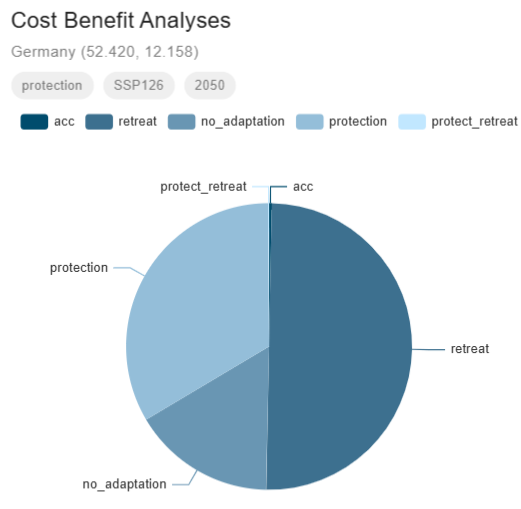 Cost Benefit Analyses
Germany (52.420, 12.158)
protection SSP126 2050
acc retreat no_adaptation protection protect_retreat
protect_retreat acc
protection
retreat
no_adaptation